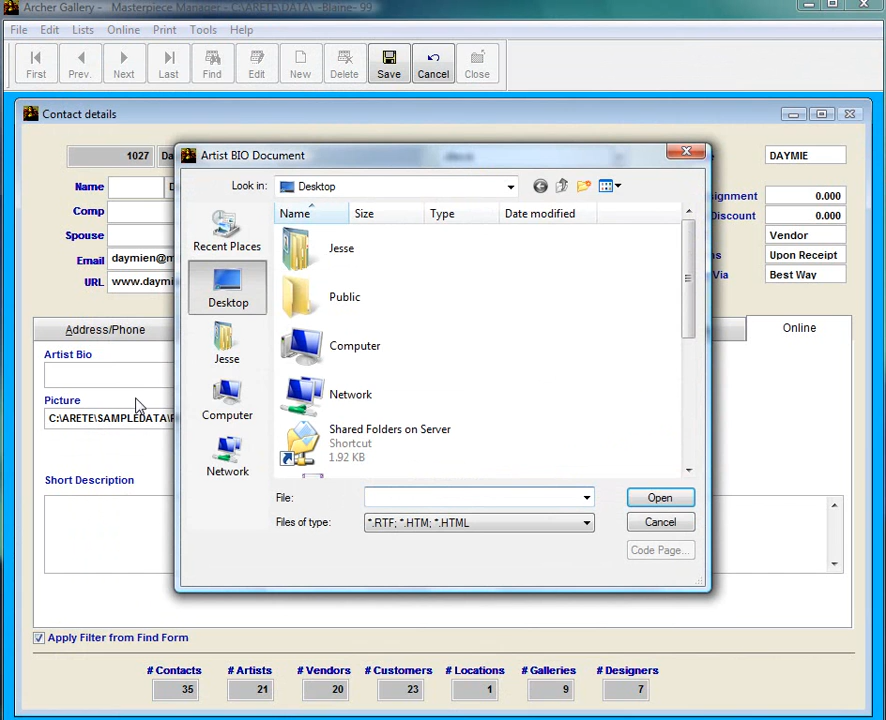 Archer Gallery - Masterpiece Manager - C:\ARETE\DATA\ -Blaine- 99
File Edit Lists Online Print Tools Help
First Prev. Next Last Find Edit New Delete Save Cancel Close
Contact details
1027 Da
DAYMIE
Artist BIO Document
Look in: Desktop
Name Size Type Date modified
Name
Comp
Spouse
Email daymien@m
URL www.daymi
Recent Places
Desktop
Jesse
Computer
Network
Jesse
Public
Computer
Network
Shared Folders on Server
Shortcut
1.92 KB
signment 0.000
Discount 0.000
Vendor
Upon Receipt
Via Best Way
Address/Phone
Online
Artist Bio
Picture
C:\ARETE\SAMPLEDATA\
Short Description
File:
Open
Files of type: *.RTF; *.HTM; *.HTML
Cancel
Code Page...
Apply Filter from Find Form
# Contacts # Artists # Vendors # Customers # Locations # Galleries # Designers
35 21 20 23 1 9 7